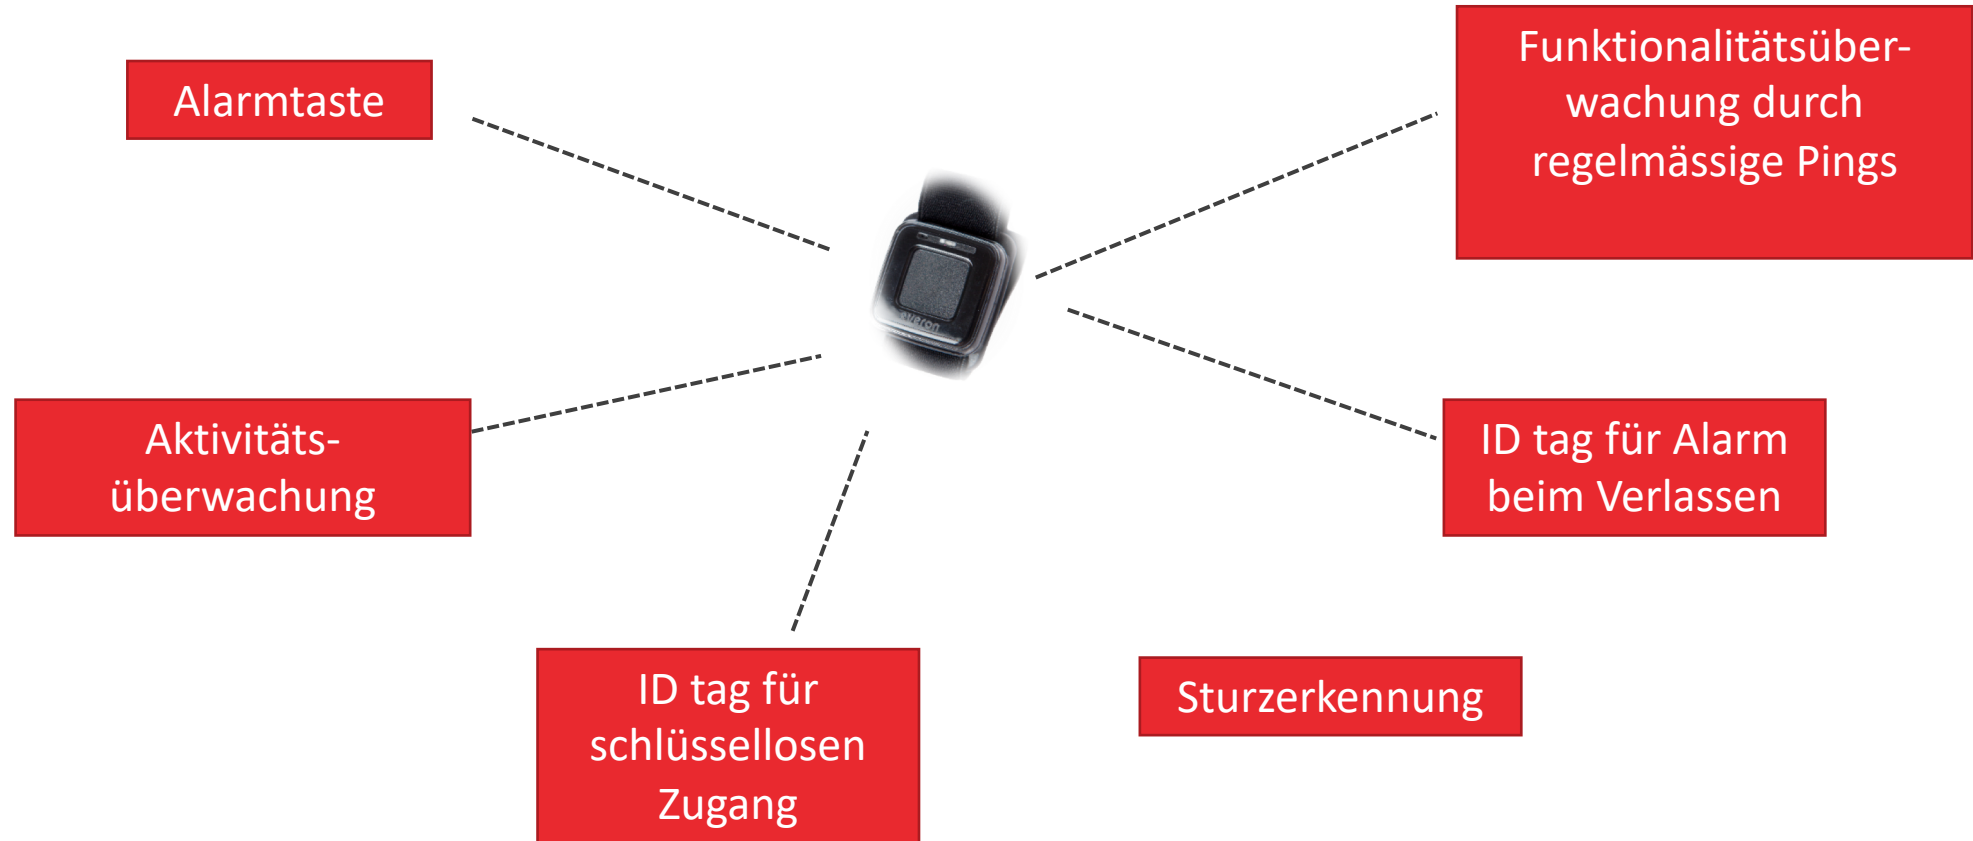 Alarmtaste
Funktionalitätsüber-
wachung durch
regelmässige Pings
everon
Aktivitäts-
überwachung
ID tag für Alarm
beim Verlassen
ID tag für
schlüssellosen
Zugang
Sturzerkennung